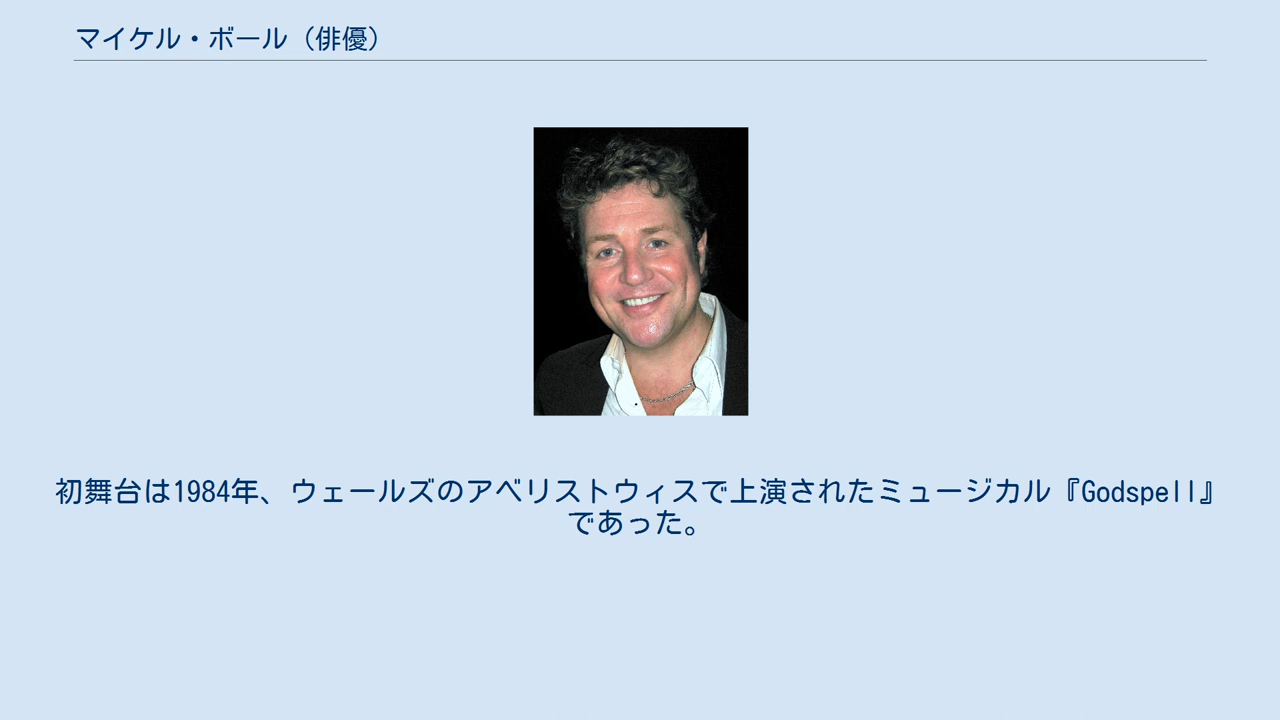 マイケル・ボール（俳優）
初舞台は1984年、ウェールズのアベリストウィスで上演されたミュージカル『Godspell』
であった。